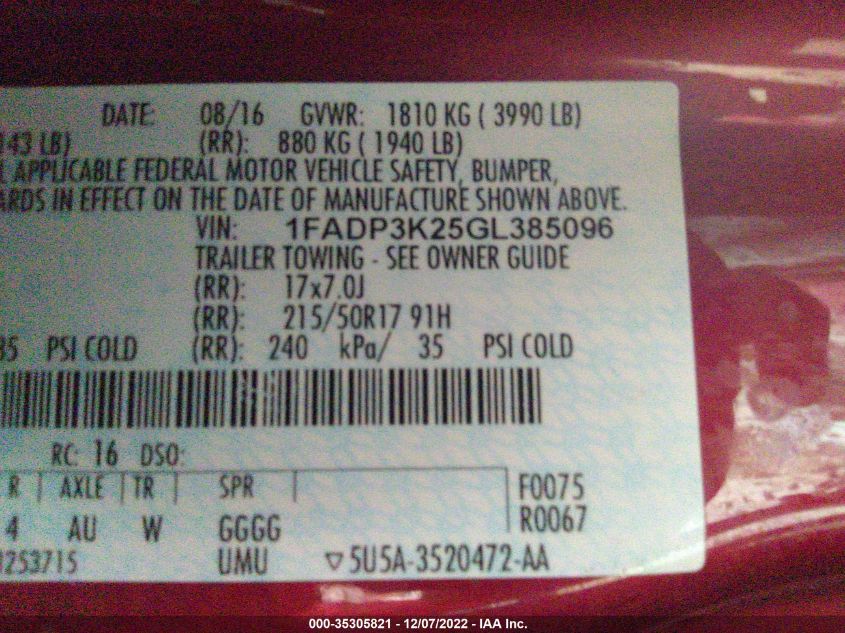 DATE: 08/16 GVWR: 1810 KG ( 3990 LB)
143 LB) (RR): 880 KG ( 1940 LB)
L APPLICABLE FEDERAL MOTOR VEHICLE SAFETY, BUMPER,
ARDS IN EFFECT ON THE DATE OF MANUFACTURE SHOWN ABOVE.
VIN: 1FADP3K25GL385096
TRAILER TOWING - SEE OWNER GUIDE
(RR): 17x7.0J
(RR): 215/50R17 91H
35 PSI COLD (RR): 240 kPa/ 35 PSI COLD
RC: 16 DSO:
R | AXLE | TR | SPR | F0075
4 AU W GGGG R0067
253715 UMU ▽5U5A-3520472-AA
000-35305821 - 12/07/2022 - IAA Inc.